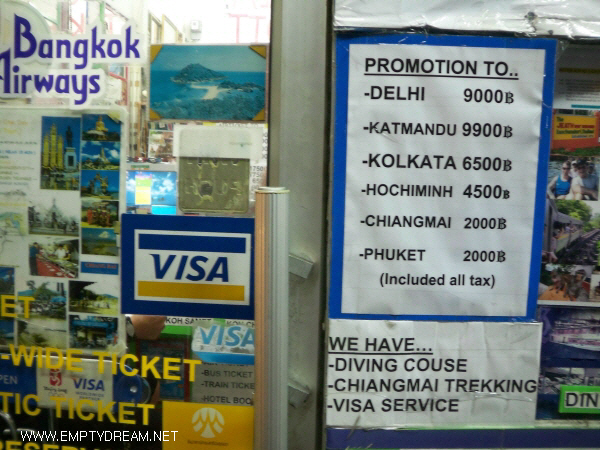 Bangkok
Airways
VISA
VISA
-WIDE TICKET
-BUS TICKET
-TRAIN TICKET
HOTEL
VISA
OPEN
TIC TICKET
PROMOTION TO..
-DELHI 9000฿
-KATMANDU 9900฿
-KOLKATA 6500฿
-HOCHIMINH 4500฿
-CHIANGMAI 2000฿
-PHUKET 2000฿
(Included all tax)
WE HAVE...
-DIVING COUSE
-CHIANGMAI TREKKING
-VISA SERVICE
WWW.EMPTYDREAM.NET